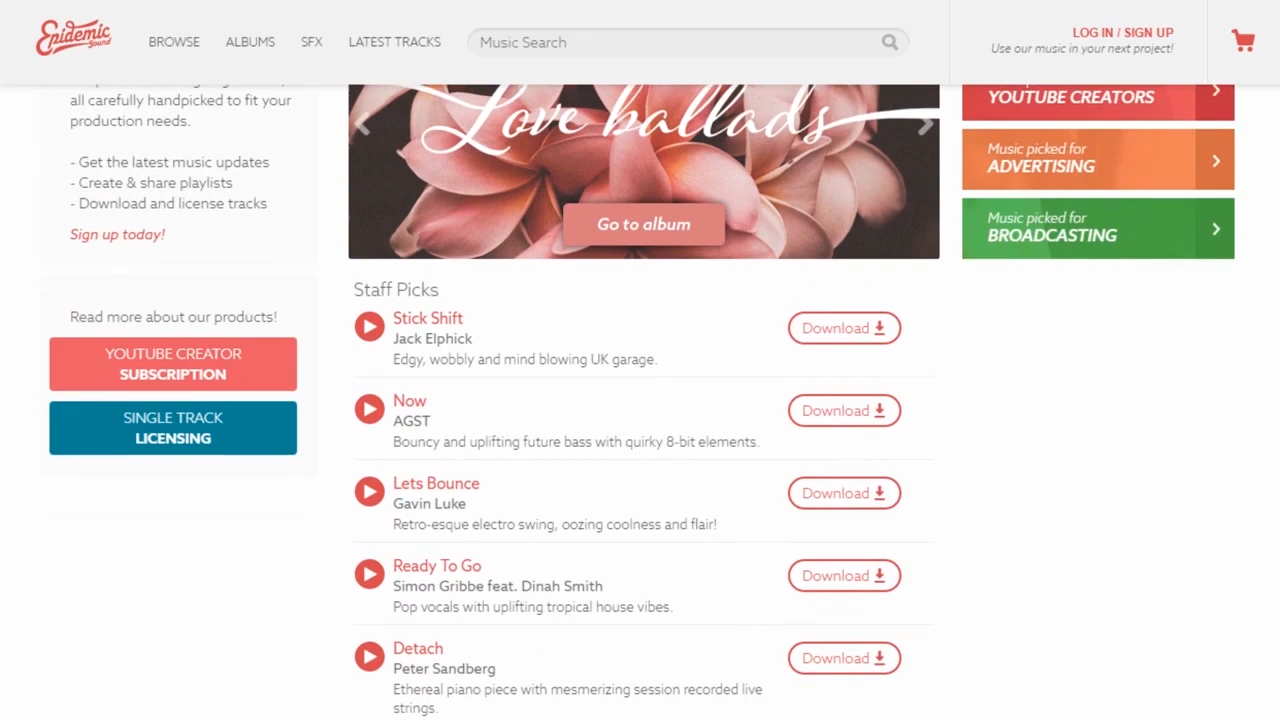 Epidemic
Sound
BROWSE
ALBUMS
SFX
LATEST TRACKS
Music Search
LOG IN / SIGN UP
Use our music in your next project!
all carefully handpicked to fit your
production needs.
- Get the latest music updates
- Create & share playlists
- Download and license tracks
Sign up today!
Read more about our products!
YOUTUBE CREATOR
SUBSCRIPTION
SINGLE TRACK
LICENSING
Love ballads
Go to album
Staff Picks
Stick Shift
Jack Elphick
Edgy, wobbly and mind blowing UK garage.
Download
Now
AGST
Bouncy and uplifting future bass with quirky 8-bit elements.
Download
Lets Bounce
Gavin Luke
Retro-esque electro swing, oozing coolness and flair!
Download
Ready To Go
Simon Gribbe feat. Dinah Smith
Pop vocals with uplifting tropical house vibes.
Download
Detach
Peter Sandberg
Ethereal piano piece with mesmerizing session recorded live
strings.
Download
YOUTUBE CREATORS
Music picked for
ADVERTISING
Music picked for
BROADCASTING